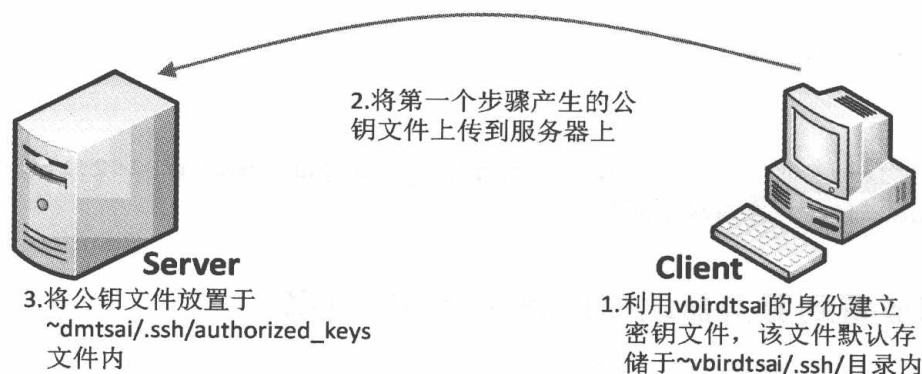 2.将第一个步骤产生的公
钥文件上传到服务器上
Server
3.将公钥文件放置于
~dmtsai/.ssh/authorized_keys
文件内
Client
1.利用vbirdtsai的身份建立
密钥文件，该文件默认存
储于~vbirdtsai/.ssh/目录内